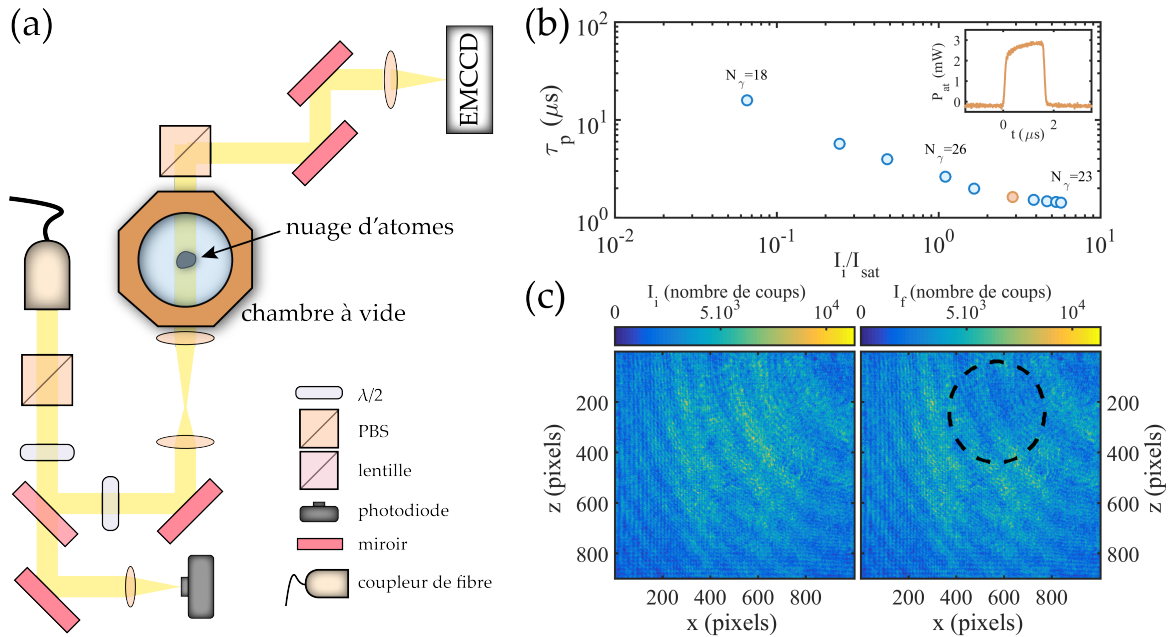 (a)
EMCCD
nuage d'atomes
chambre à vide
λ/2
PBS
lentille
photodiode
miroir
coupleur de fibre
(b)
τp (μs)
10²
10¹
10⁰
10⁻²
10⁻¹
10⁰
10¹
Iᵢ/Isat
Nγ=18
Nγ=26
Nγ=23
Pat (mW)
3
2
1
0
0
2
t (μs)
(c)
Iᵢ (nombre de coups)
0
5.10³
10⁴
If (nombre de coups)
0
5.10³
10⁴
200
400
600
800
z (pixels)
200 400 600 800
x (pixels)
200
400
600
800
z (pixels)
200 400 600 800
x (pixels)